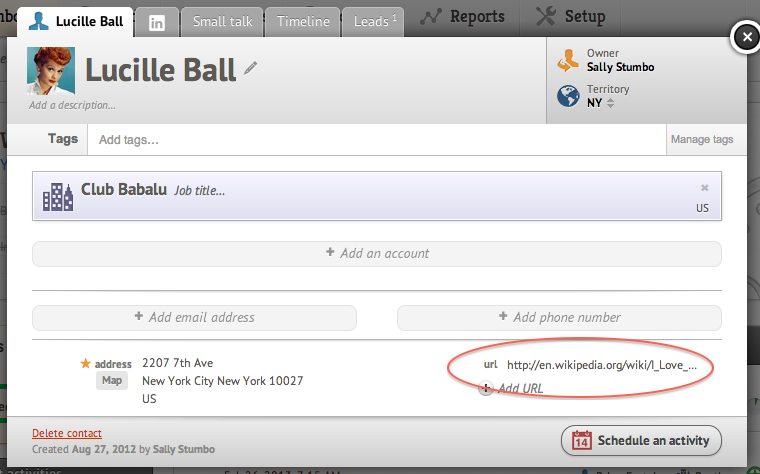 Lucille Ball
in
Small talk
Timeline
Leads 1
Reports
Setup
Lucille Ball
Add a description...
Owner
Sally Stumbo
Territory
NY
Tags
Add tags...
Manage tags
Club Babalu Job title...
US
+ Add an account
+ Add email address
+ Add phone number
address 2207 7th Ave
Map New York City New York 10027
US
url http://en.wikipedia.org/wiki/I_Love_...
+ Add URL
Delete contact
Created Aug 27, 2012 by Sally Stumbo
14 Schedule an activity